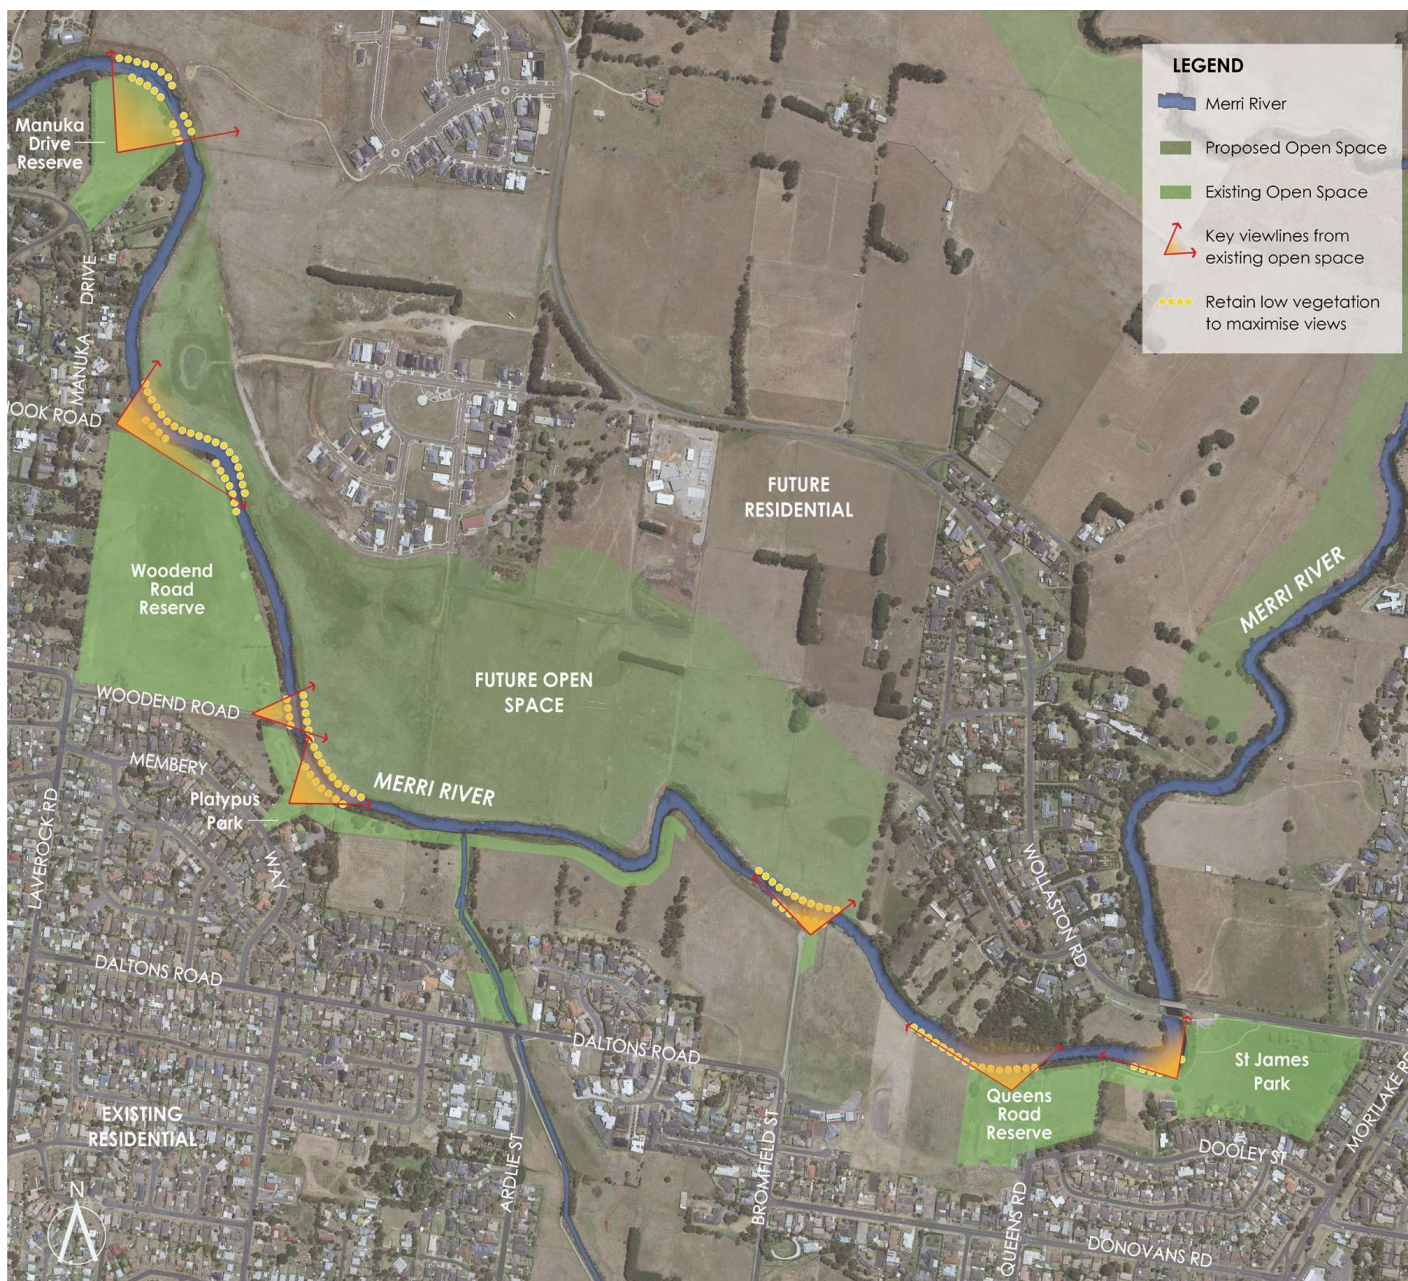 LEGEND
Merri River
Proposed Open Space
Existing Open Space
Key viewlines from
existing open space
Retain low vegetation
to maximise views
Manuka
Drive
Reserve
MANUKA DRIVE
ROAD
FUTURE
RESIDENTIAL
Woodend
Road
Reserve
MERRI RIVER
FUTURE OPEN
SPACE
WOODEND ROAD
MEMBERY
WAY
Platypus
Park
MERRI RIVER
LAVEROCK RD
WOLLASTON RD
DALTONS ROAD
DALTONS ROAD
St James
Park
MORTLAKE RD
Queens
Road
Reserve
EXISTING
RESIDENTIAL
ARDLIE ST
BROMFIELD ST
DOOLEY ST
QUEENS RD
DONOVANS RD
N